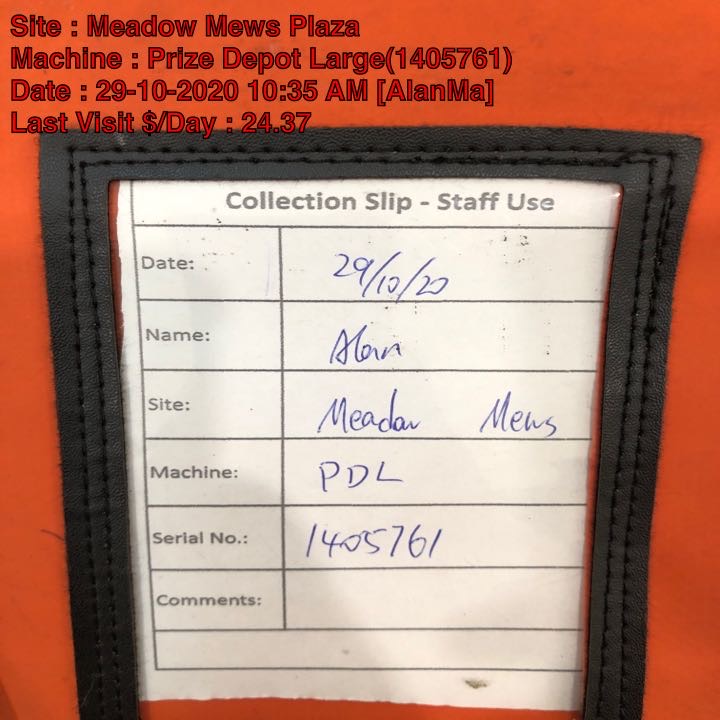 Site : Meadow Mews Plaza
Machine : Prize Depot Large(1405761)
Date : 29-10-2020 10:35 AM [AlanMa]
Last Visit $/Day : 24.37
Collection Slip - Staff Use
Date: 29/10/20
Name: Alan
Site: Meadow Mews
Machine: PDL
Serial No.: 1405761
Comments: